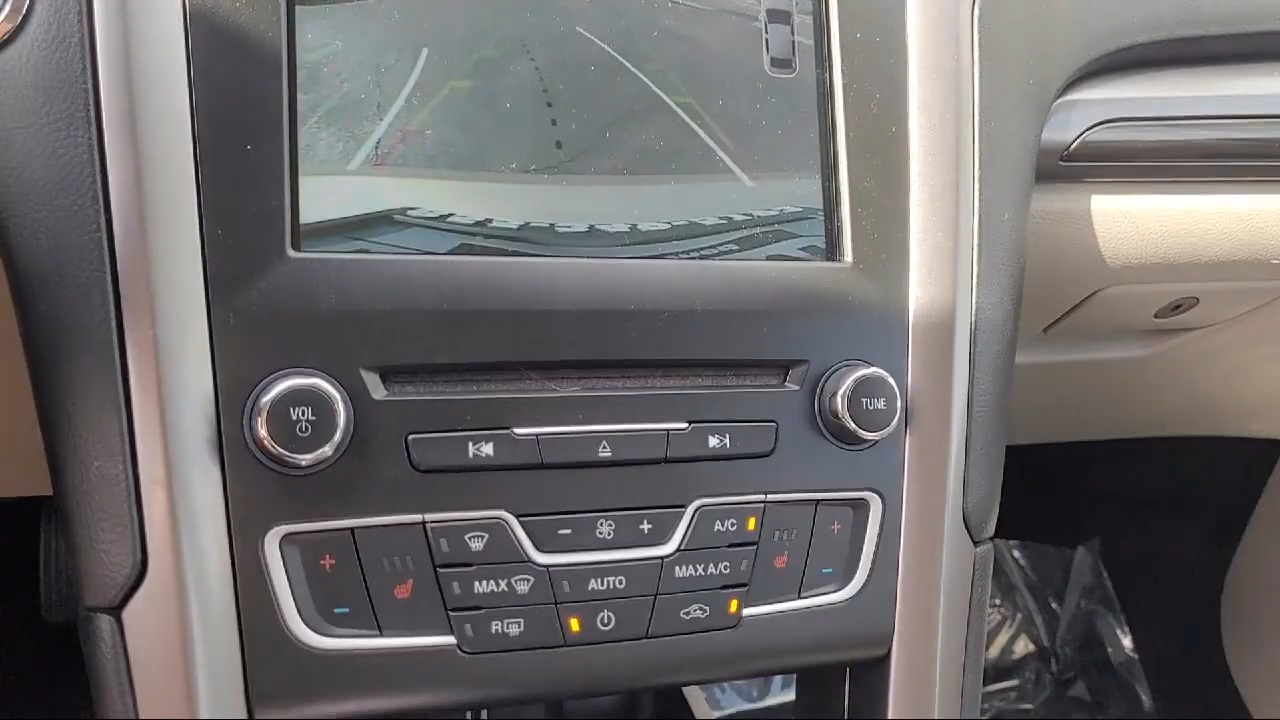 VOL
TUNE
− +
A/C
+
+
MAX
AUTO
MAX A/C
−
−
R